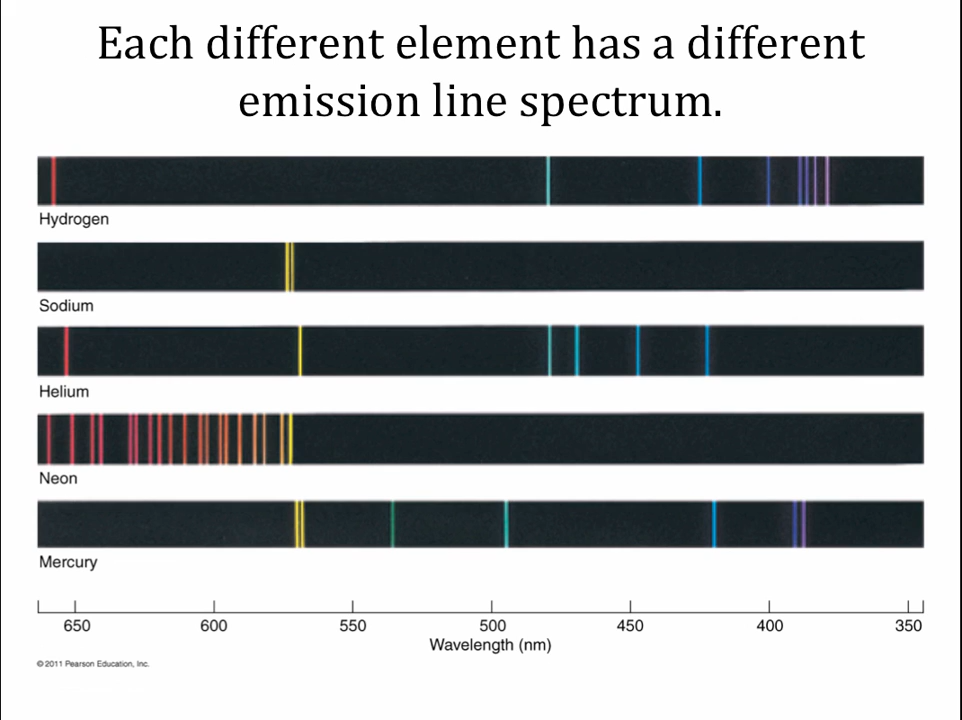 Each different element has a different
emission line spectrum.
Hydrogen
Sodium
Helium
Neon
Mercury
650 600 550 500 450 400 350
Wavelength (nm)
© 2011 Pearson Education, Inc.